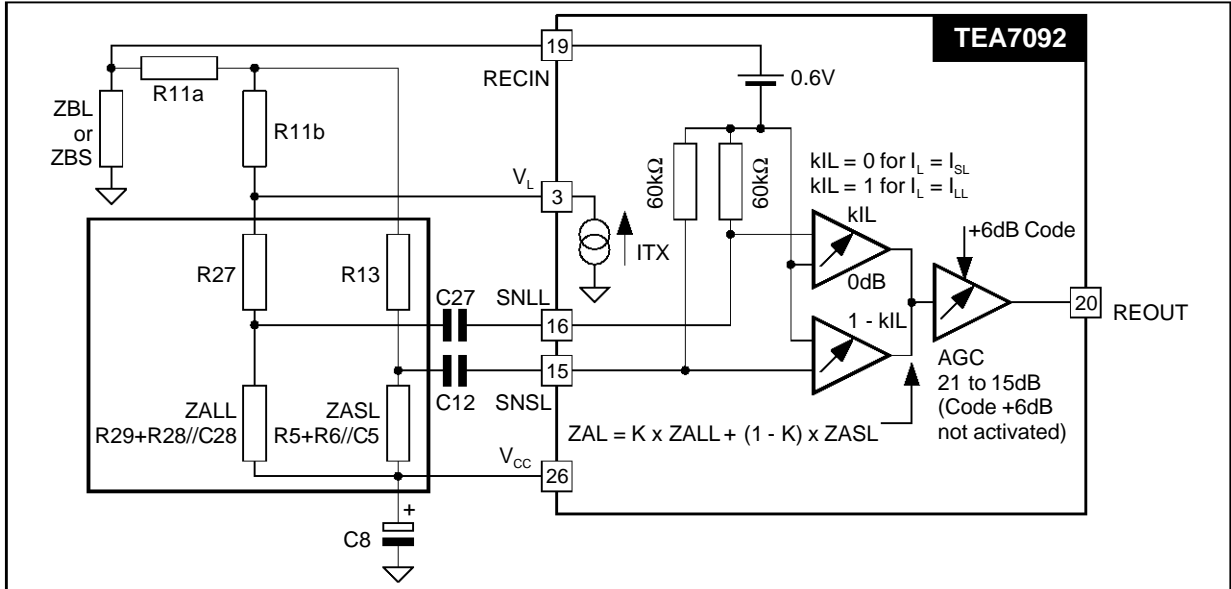 TEA7092
19
RECIN
0.6V
R11a
ZBL
or
ZBS
R11b
60kΩ
60kΩ
kIL = 0 for I_L = I_SL
kIL = 1 for I_L = I_LL
V_L
3
ITX
kIL
0dB
+6dB Code
R27
R13
C27
SNLL
16
1 - kIL
20
REOUT
C12
15
SNSL
AGC
21 to 15dB
(Code +6dB
not activated)
ZALL
R29+R28//C28
ZASL
R5+R6//C5
ZAL = K x ZALL + (1 - K) x ZASL
V_CC
26
+
C8